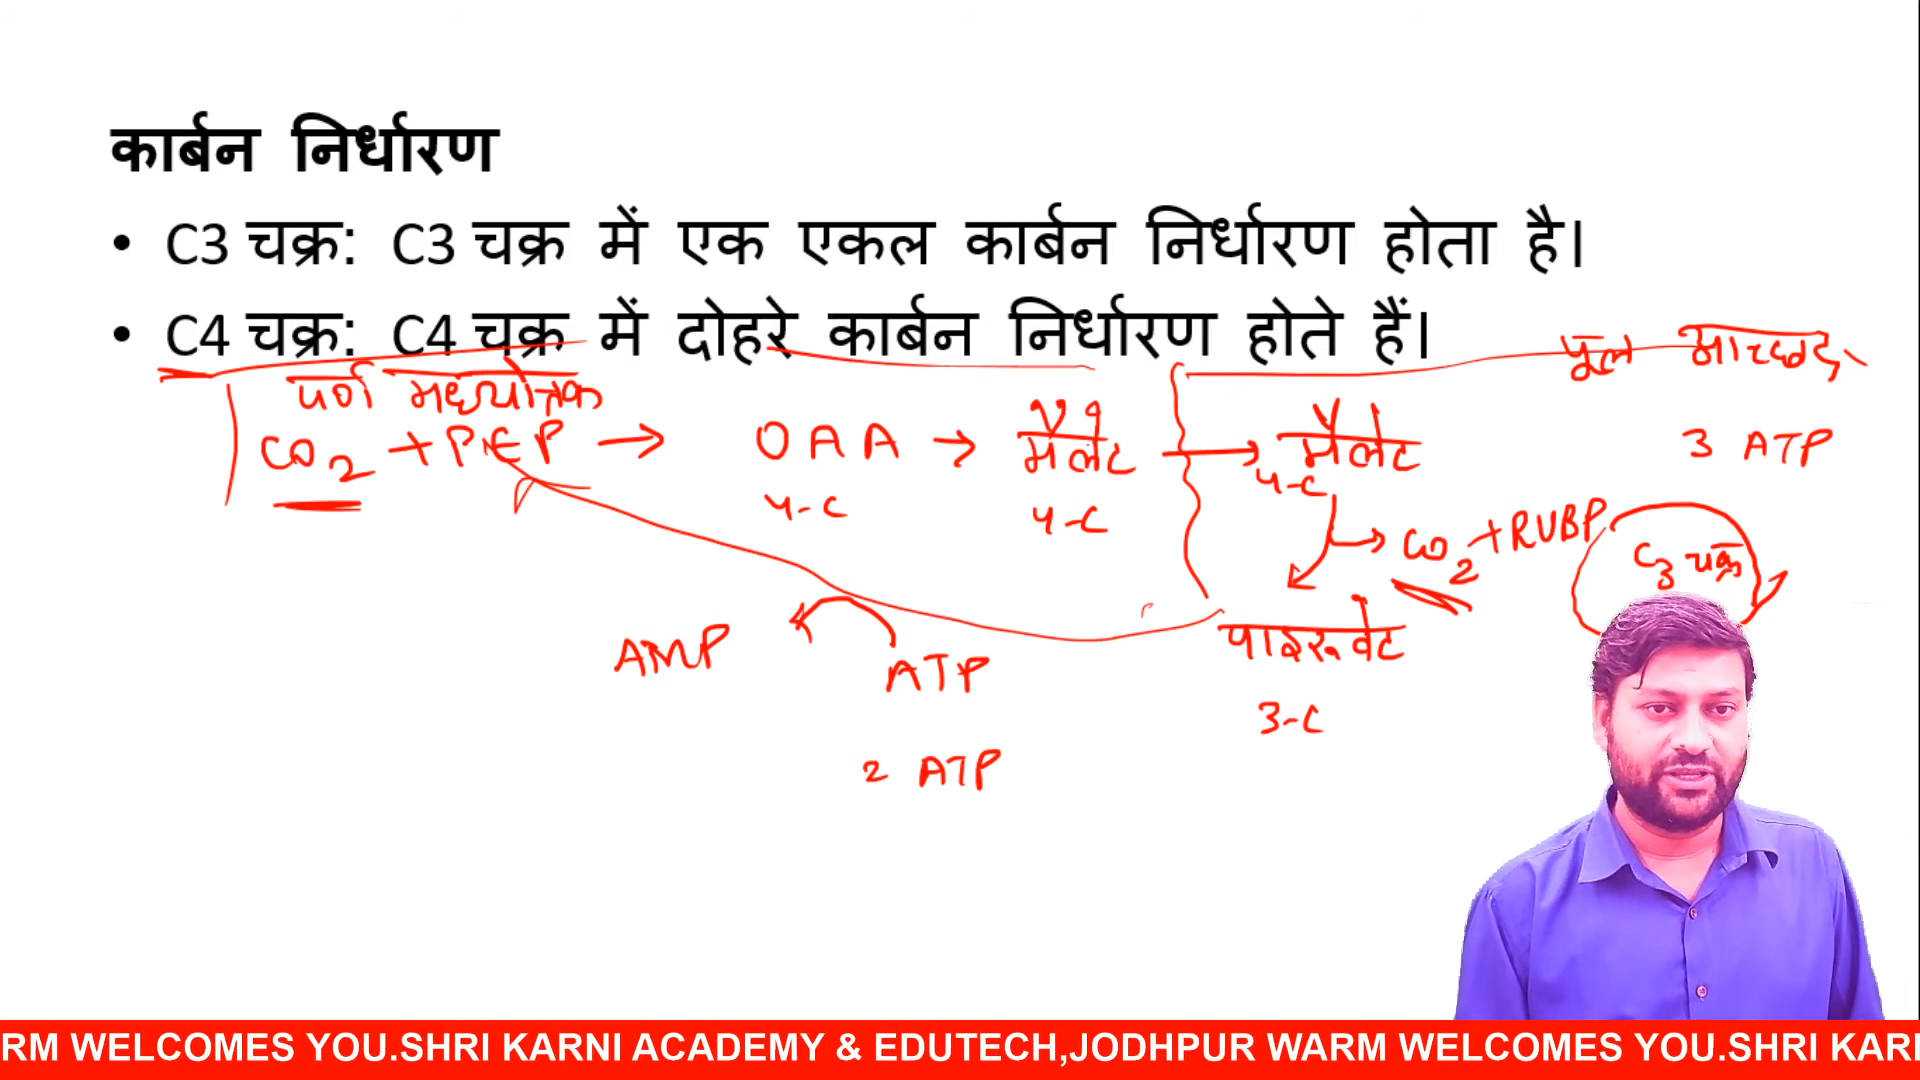 कार्बन निर्धारण
• C3 चक्र: C3 चक्र में एक एकल कार्बन निर्धारण होता है।
• C4 चक्र: C4 चक्र में दोहरे कार्बन निर्धारण होते हैं।
पूल आच्छद
पर्ण मध्योतक
CO2 + PEP → OAA → मैलेट → मैलेट 3 ATP
4-C 4-C 4-C
CO2 + RUBP C3 चक्र
AMP ATP पाइरुवेट
3-C
2 ATP
RM WELCOMES YOU.SHRI KARNI ACADEMY & EDUTECH,JODHPUR WARM WELCOMES YOU.SHRI KARI